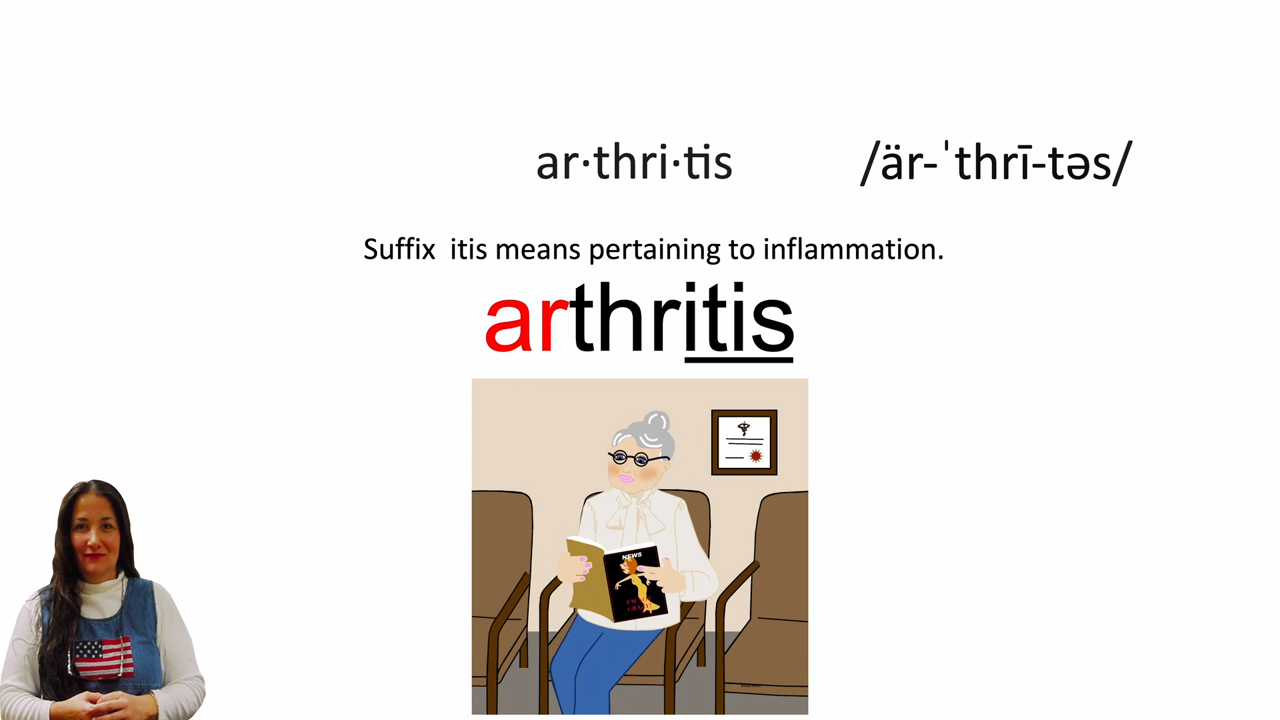 ar·thri·tis /är-ˈthrī-təs/
Suffix itis means pertaining to inflammation.
arthritis
NEWS